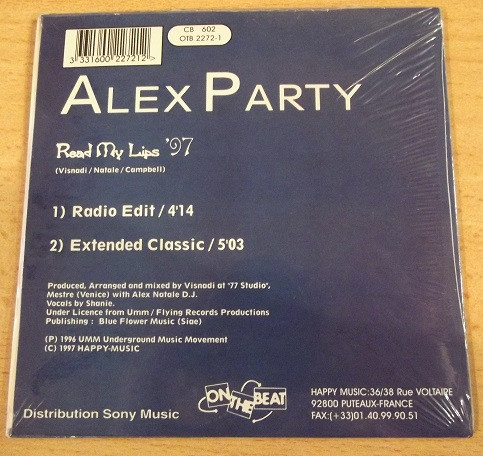 CB 602
OTB 2272-1
3 331600 227212 >
ALEX PARTY
Read My Lips '97
(Visnadi / Natale / Campbell)
1) Radio Edit / 4'14
2) Extended Classic / 5'03
Produced, Arranged and mixed by Visnadi at "77 Studio",
Mestre (Venice) with Alex Natale D.J.
Vocals by Shanie.
Under Licence from Umm / Flying Records Productions
Publishing : Blue Flower Music (Siae)
(P) 1996 UMM Underground Music Movement
(C) 1997 HAPPY-MUSIC
ON THE BEAT
Distribution Sony Music
HAPPY MUSIC:36/38 Rue VOLTAIRE
92800 PUTEAUX-FRANCE
FAX:(+33)01.40.99.90.51